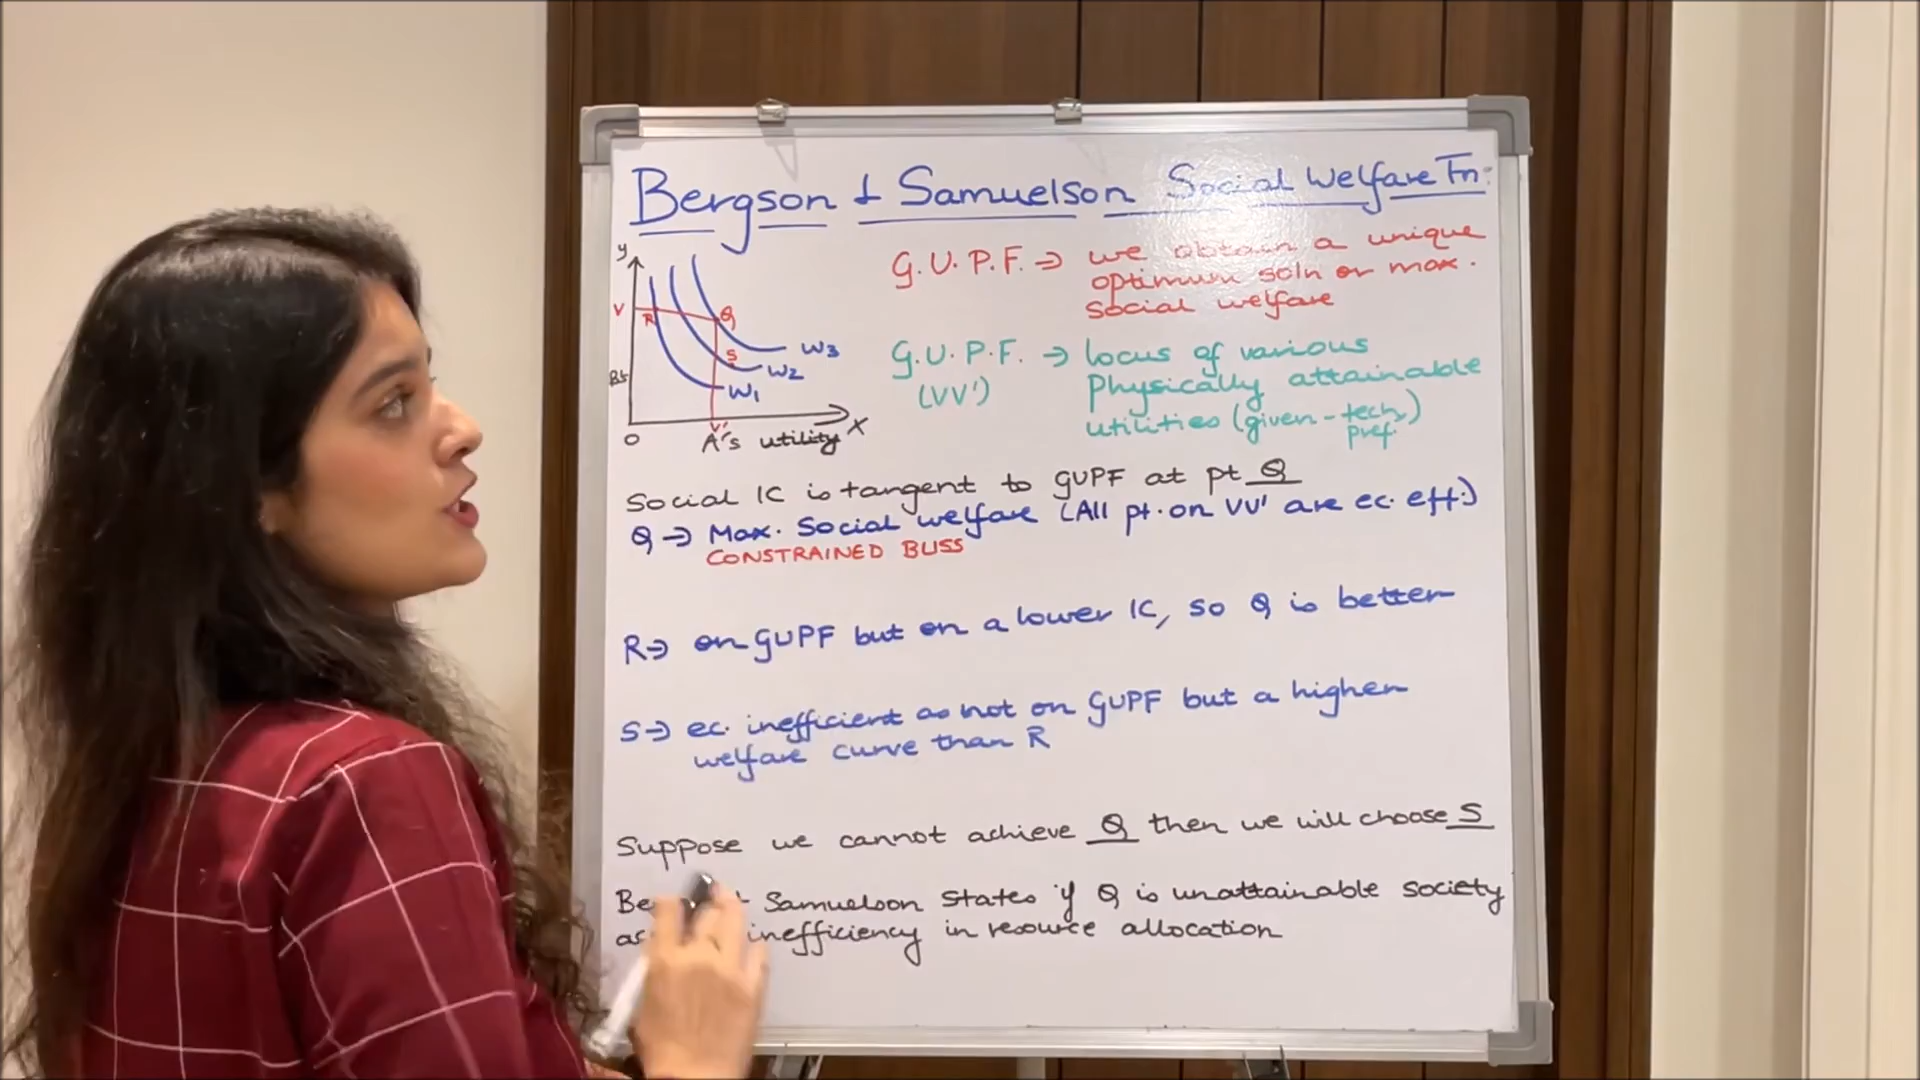 Bergson & Samuelson Social Welfare Fn:
y
V
R
Q
S
W3
W2
W1
O
V'
X
A's utility
G.U.P.F. → we obtain a unique
optimum soln or max.
social welfare
G.U.P.F. → locus of various
(VV') Physically attainable
utilities (given - tech,
pref.)
Social IC is tangent to GUPF at pt Q
Q → Max. Social welfare (All pt. on VV' are ec. eff.)
CONSTRAINED BLISS
R → on GUPF but on a lower IC, so Q is better
S → ec. inefficient as not on GUPF but a higher
welfare curve than R
Suppose we cannot achieve Q then we will choose S
Samuelson states if Q is unattainable society
inefficiency in resource allocation